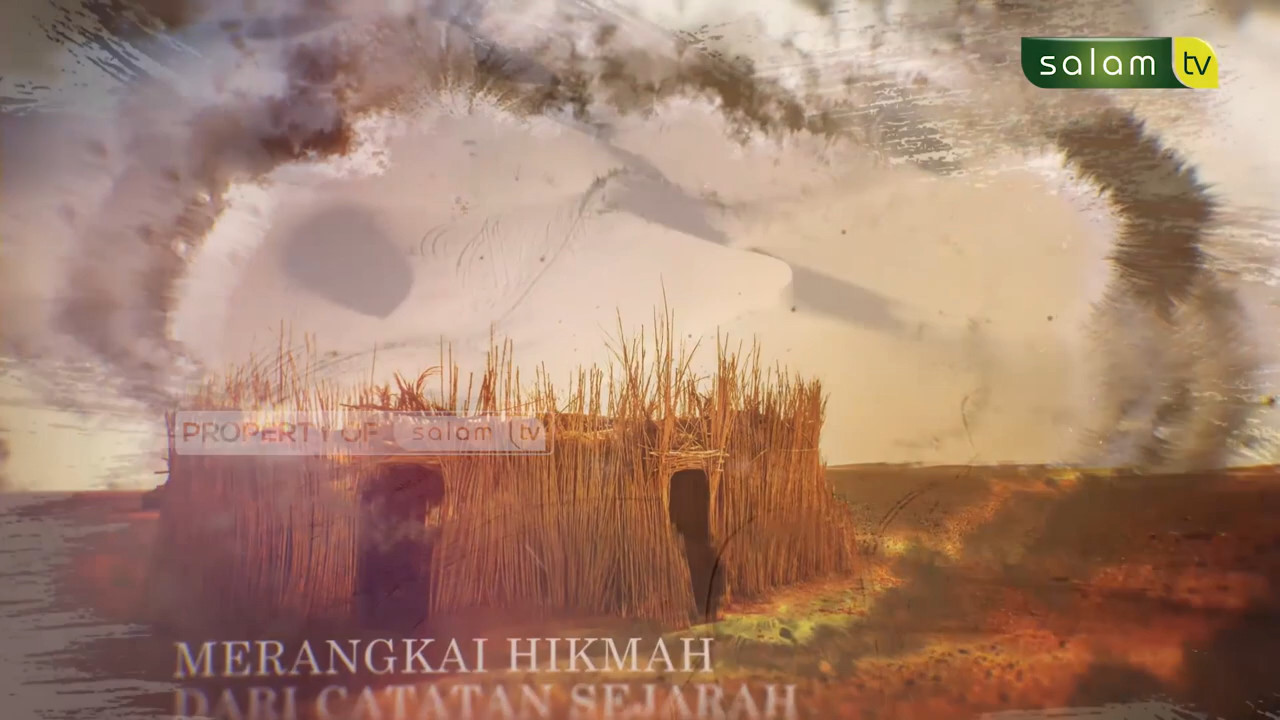 salam tv
PROPERTY OF salam tv
MERANGKAI HIKMAH
DARI CATATAN SEJARAH